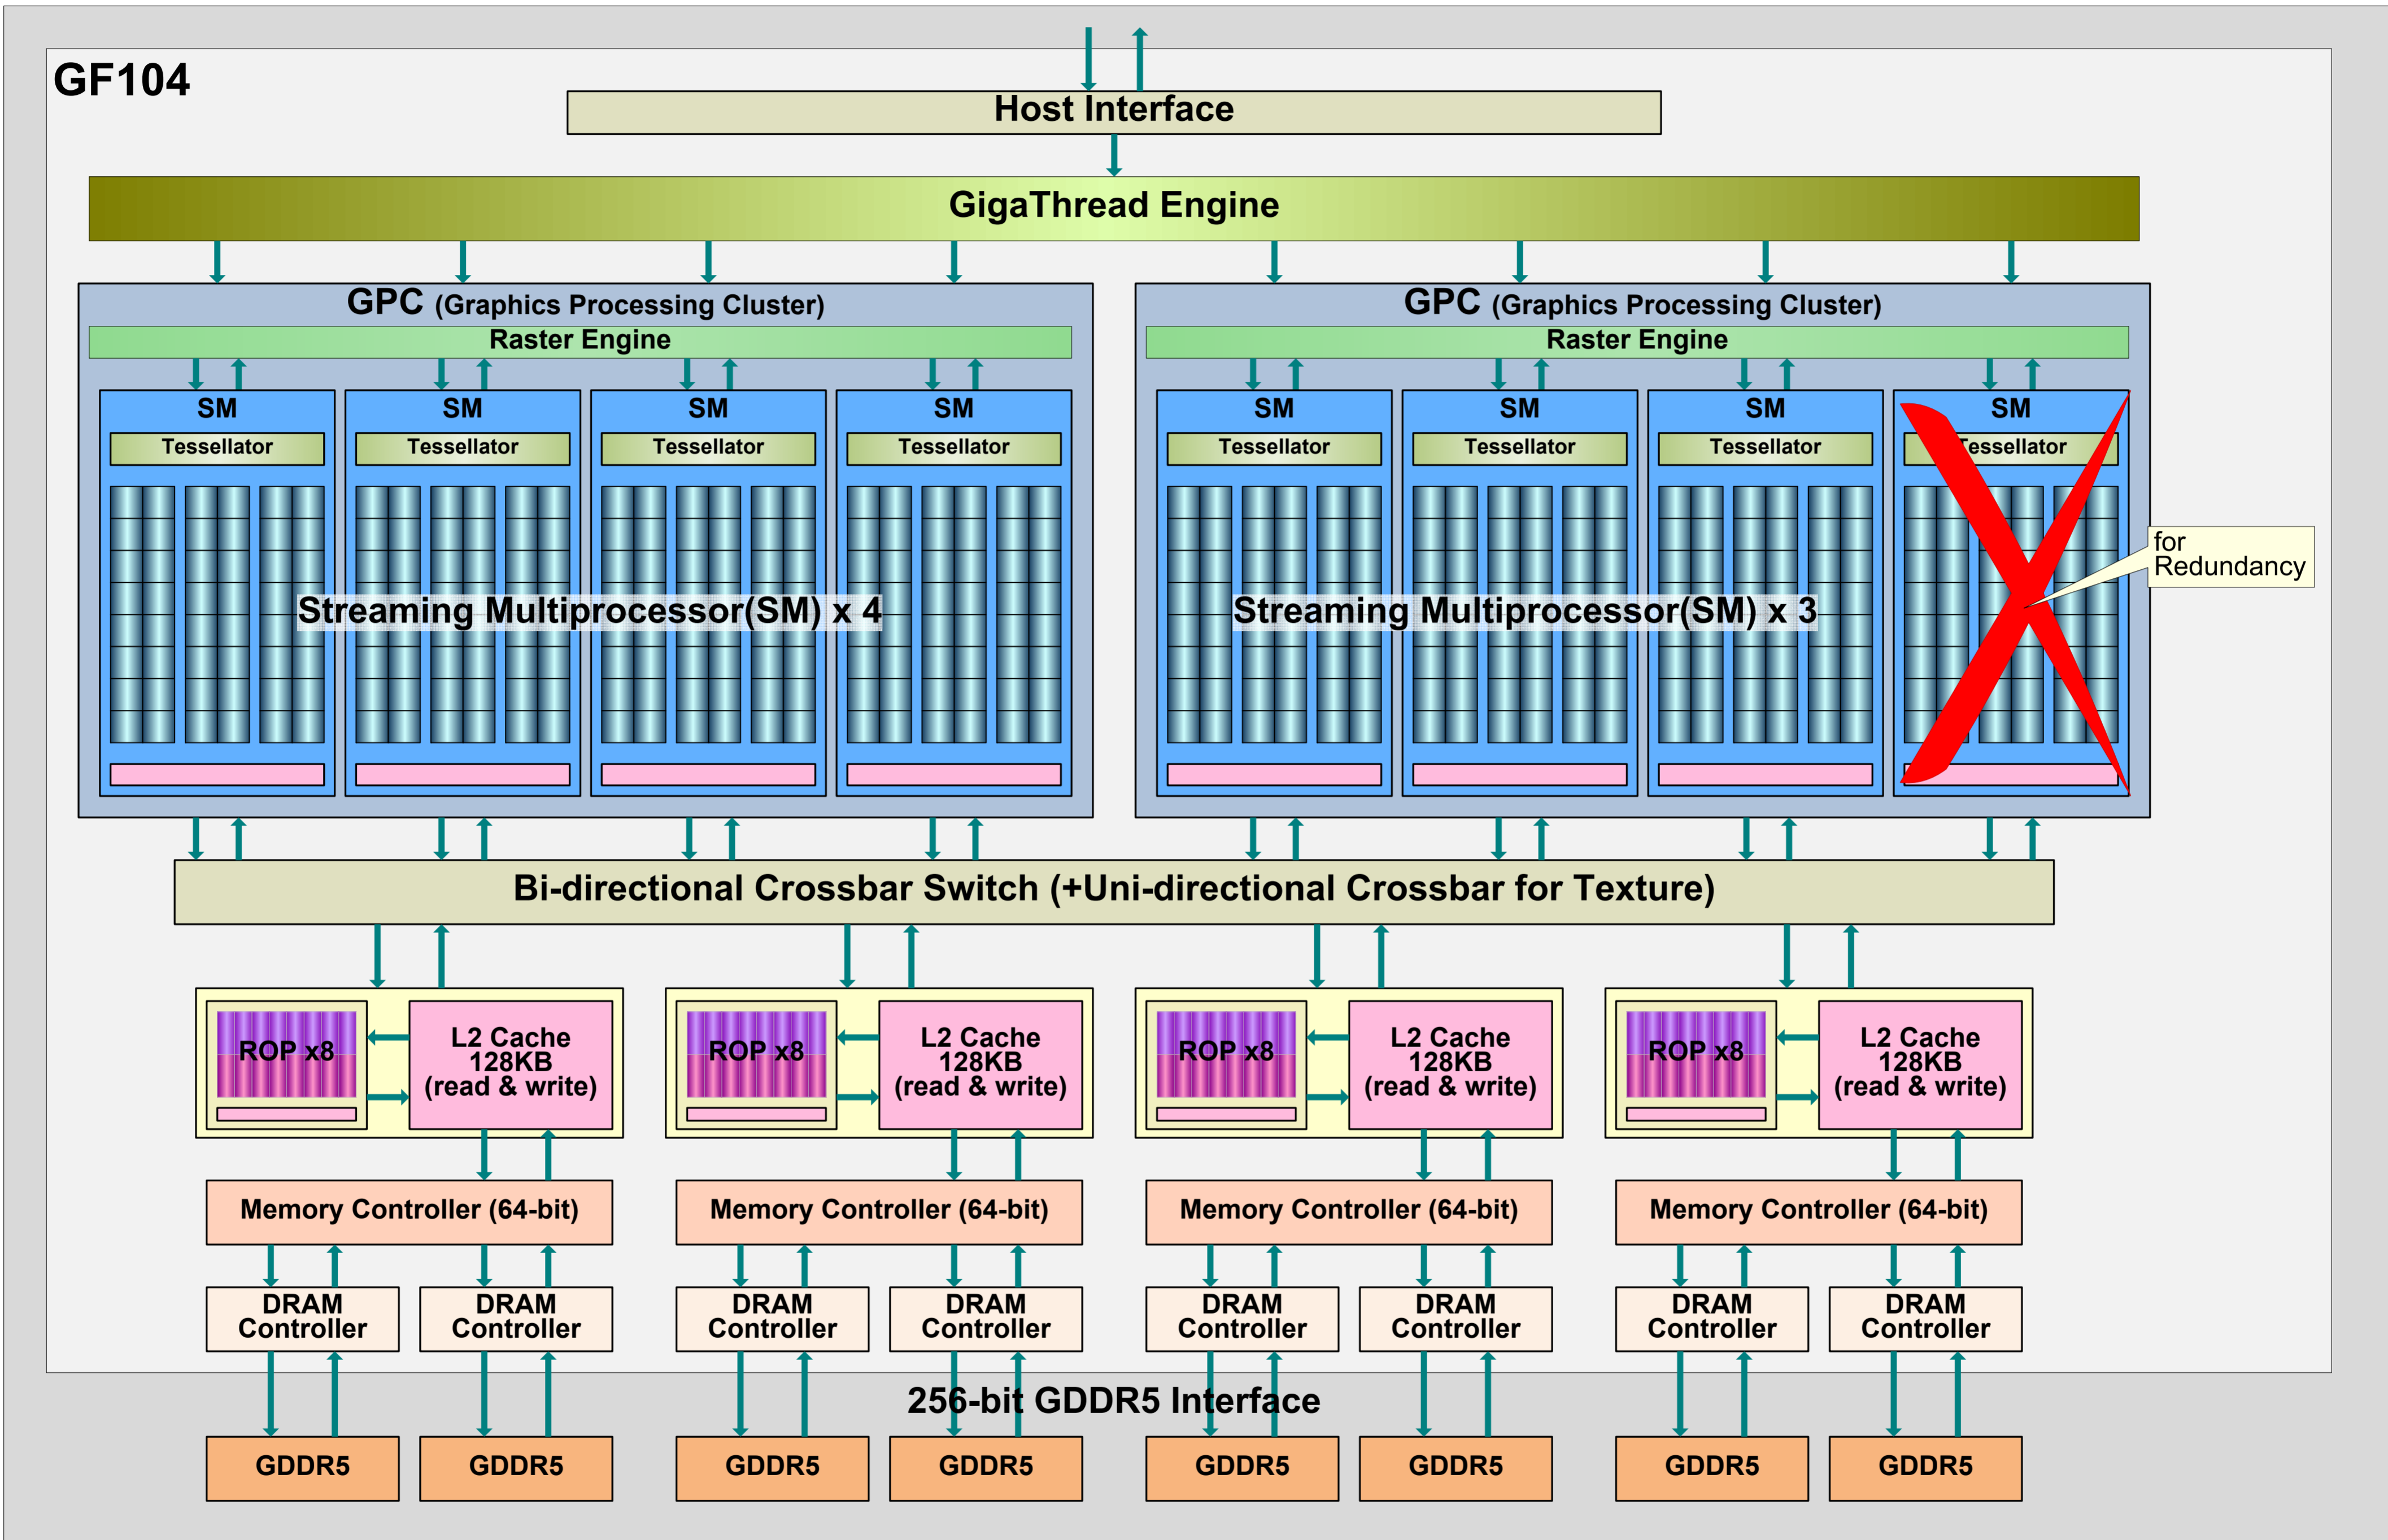 GF104
Host Interface
GigaThread Engine
GPC (Graphics Processing Cluster)
GPC (Graphics Processing Cluster)
Raster Engine
Raster Engine
SM
SM
SM
SM
SM
SM
SM
SM
Tessellator
Tessellator
Tessellator
Tessellator
Tessellator
Tessellator
Tessellator
Tessellator
for
Redundancy
Streaming Multiprocessor(SM) x 4
Streaming Multiprocessor(SM) x 3
Bi-directional Crossbar Switch (+Uni-directional Crossbar for Texture)
ROP x8
L2 Cache
128KB
(read & write)
ROP x8
L2 Cache
128KB
(read & write)
ROP x8
L2 Cache
128KB
(read & write)
ROP x8
L2 Cache
128KB
(read & write)
Memory Controller (64-bit)
Memory Controller (64-bit)
Memory Controller (64-bit)
Memory Controller (64-bit)
DRAM
Controller
DRAM
Controller
DRAM
Controller
DRAM
Controller
DRAM
Controller
DRAM
Controller
DRAM
Controller
DRAM
Controller
256-bit GDDR5 Interface
GDDR5
GDDR5
GDDR5
GDDR5
GDDR5
GDDR5
GDDR5
GDDR5